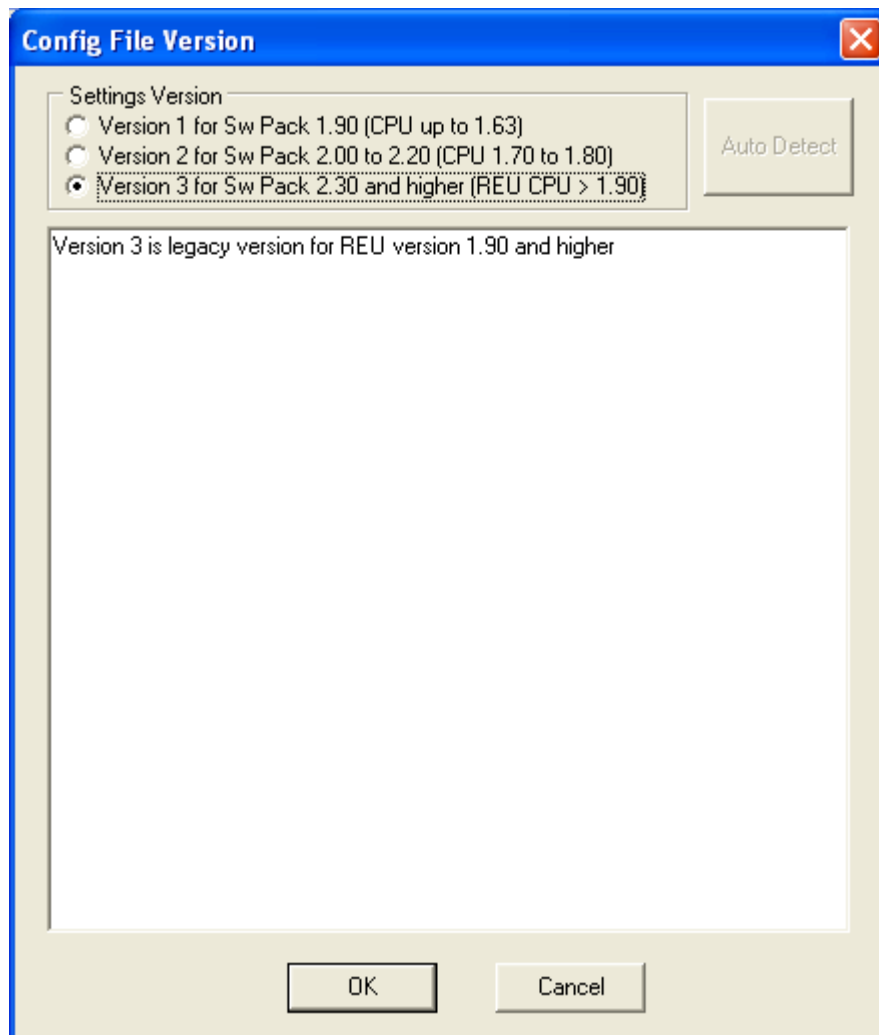 Config File Version
Settings Version
Version 1 for Sw Pack 1.90 (CPU up to 1.63)
Version 2 for Sw Pack 2.00 to 2.20 (CPU 1.70 to 1.80)
Version 3 for Sw Pack 2.30 and higher (REU CPU > 1.90)
Auto Detect
Version 3 is legacy version for REU version 1.90 and higher
OK
Cancel